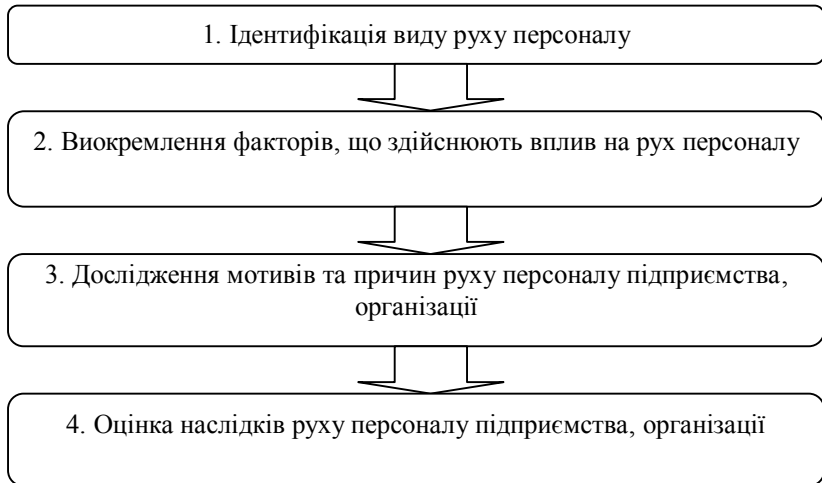 1. Ідентифікація виду руху персоналу
2. Виокремлення факторів, що здійснюють вплив на рух персоналу
3. Дослідження мотивів та причин руху персоналу підприємства,
організації
4. Оцінка наслідків руху персоналу підприємства, організації